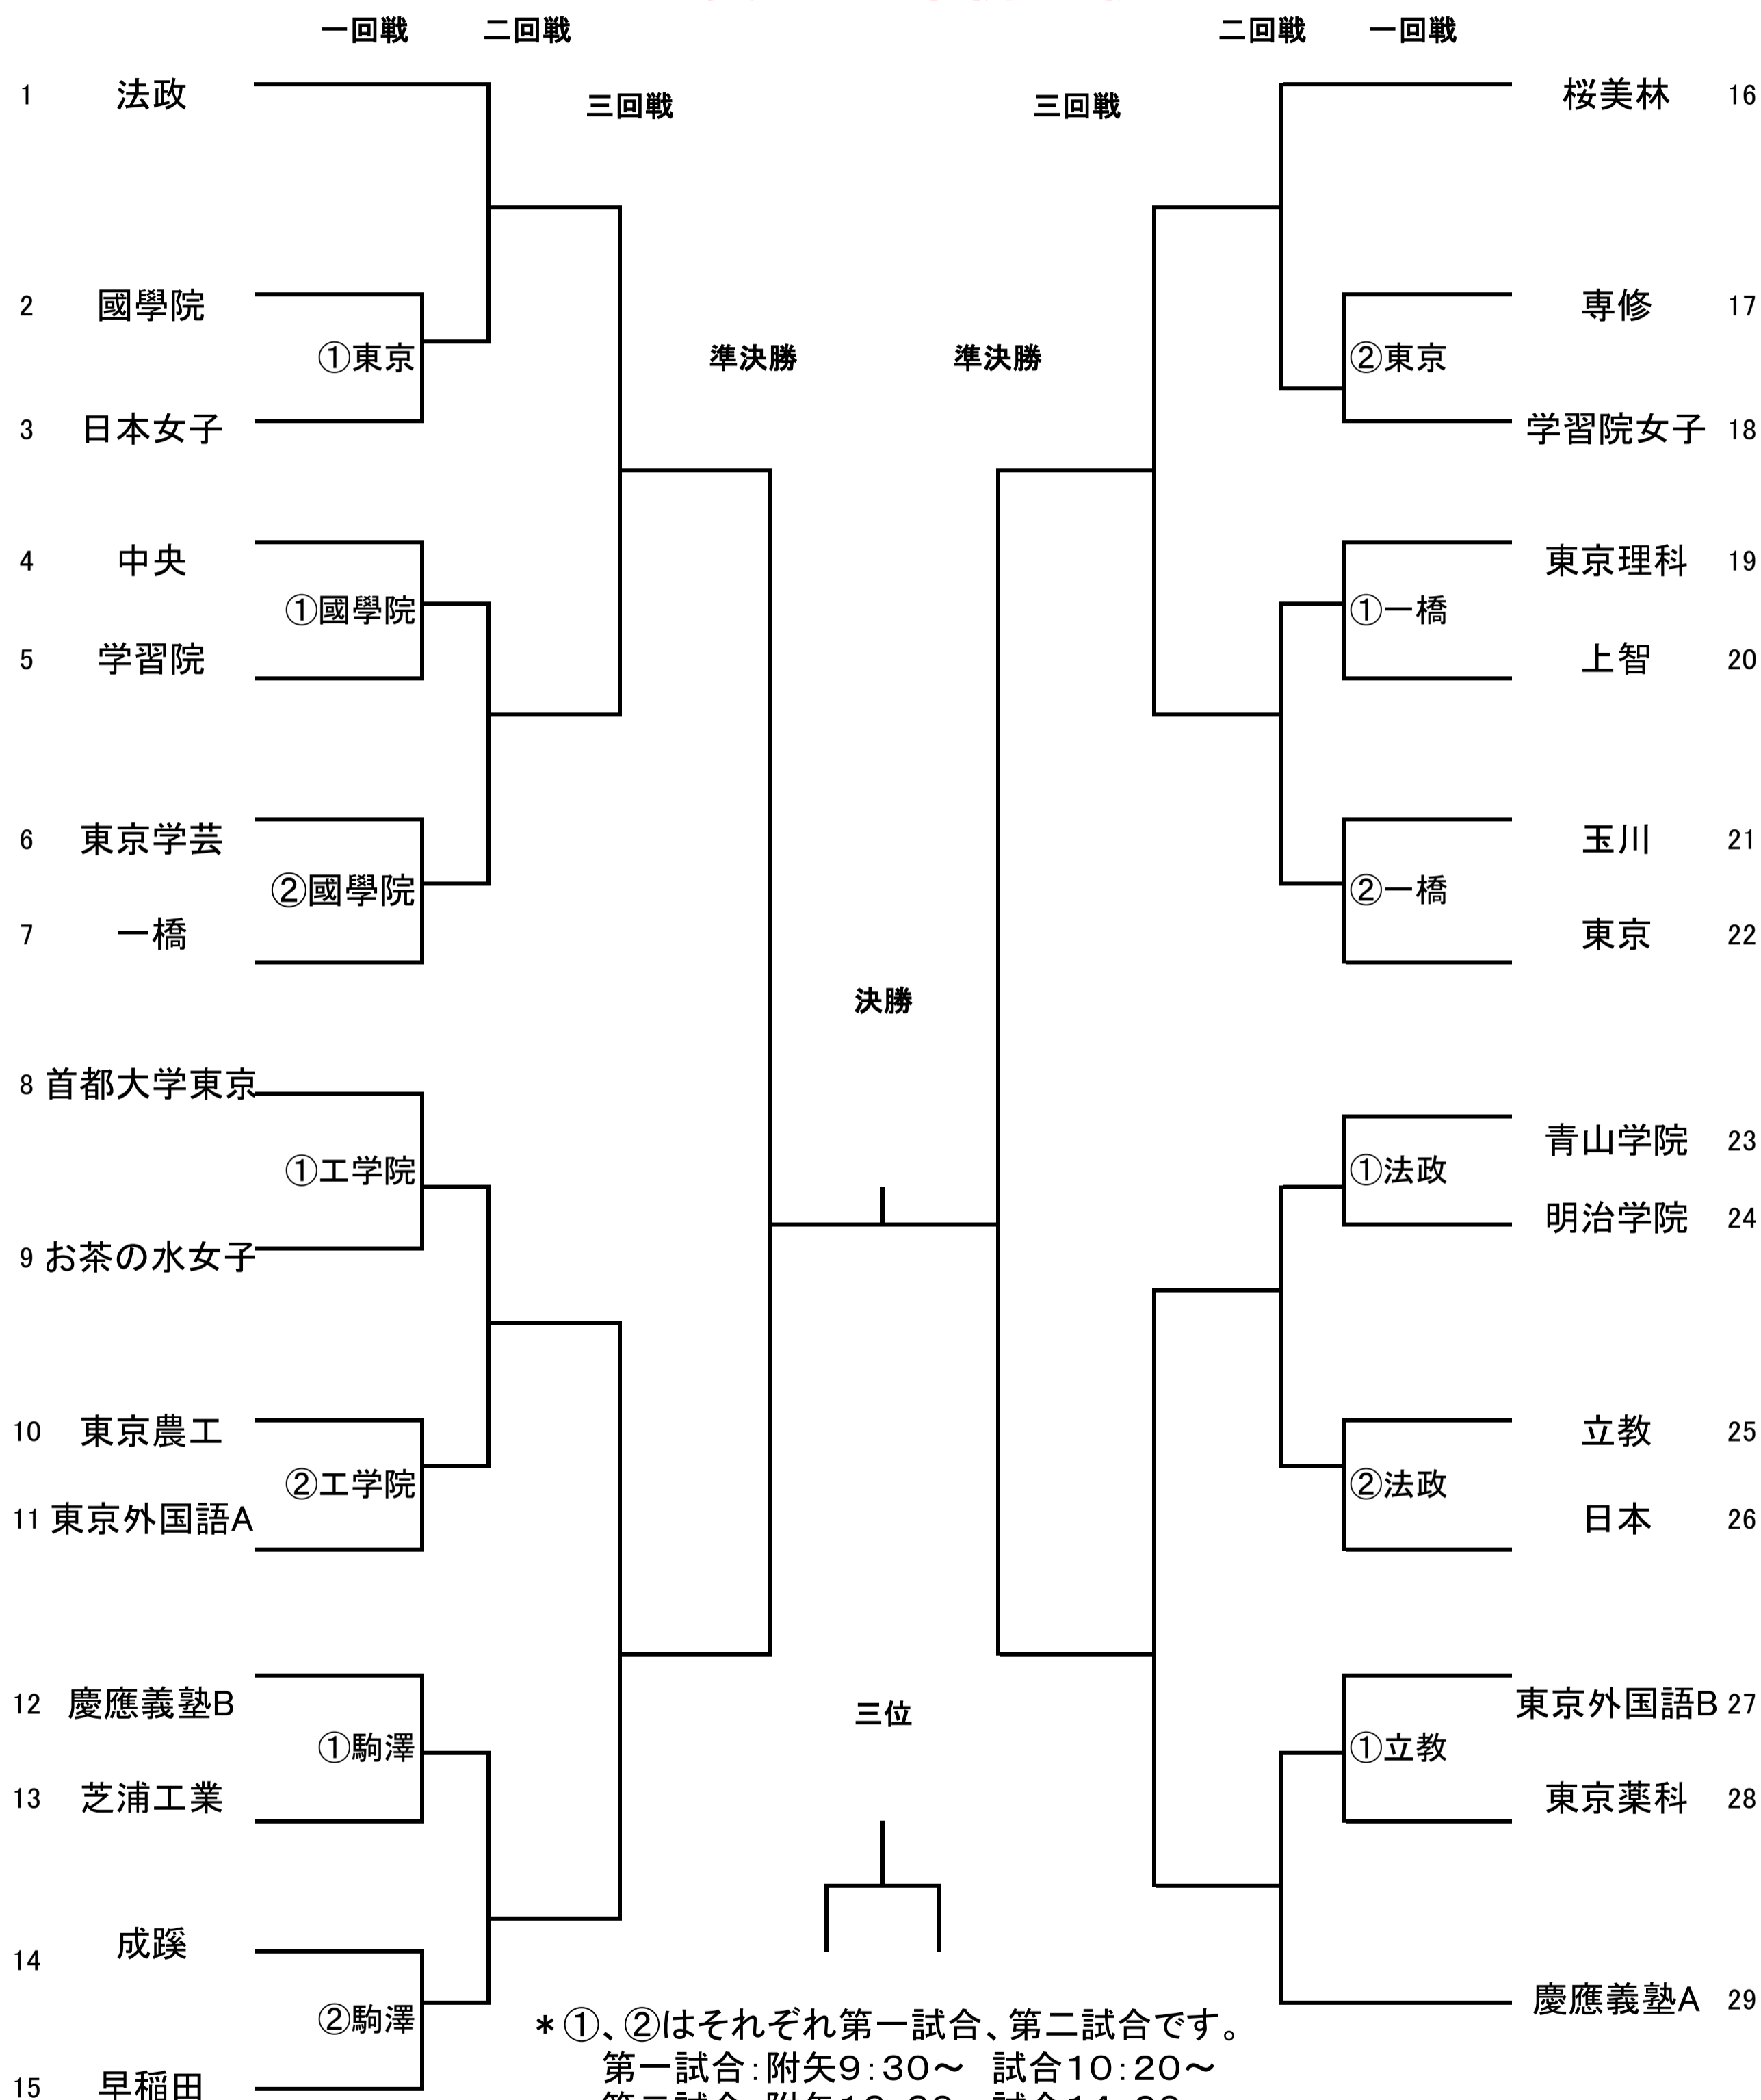 一回戦 二回戦 二回戦 一回戦
1 法政 三回戦 三回戦 桜美林 16
2 國學院 専修 17
①東京 準決勝 準決勝 ②東京
3 日本女子 学習院女子 18
4 中央 東京理科 19
①國學院 ①一橋
5 学習院 上智 20
6 東京学芸 玉川 21
②國學院 ②一橋
7 一橋 東京 22
決勝
8 首都大学東京
青山学院 23
①工学院 ①法政
明治学院 24
9 お茶の水女子
10 東京農工 立教 25
②工学院 ②法政
11 東京外国語A 日本 26
12 慶應義塾B 三位 東京外国語B 27
①駒澤 ①立教
13 芝浦工業 東京薬科 28
14 成蹊
慶應義塾A 29
②駒澤 *①、②はそれぞれ第一試合、第二試合です。
第一試合:附矢9:30～ 試合10:20～
15 早稲田